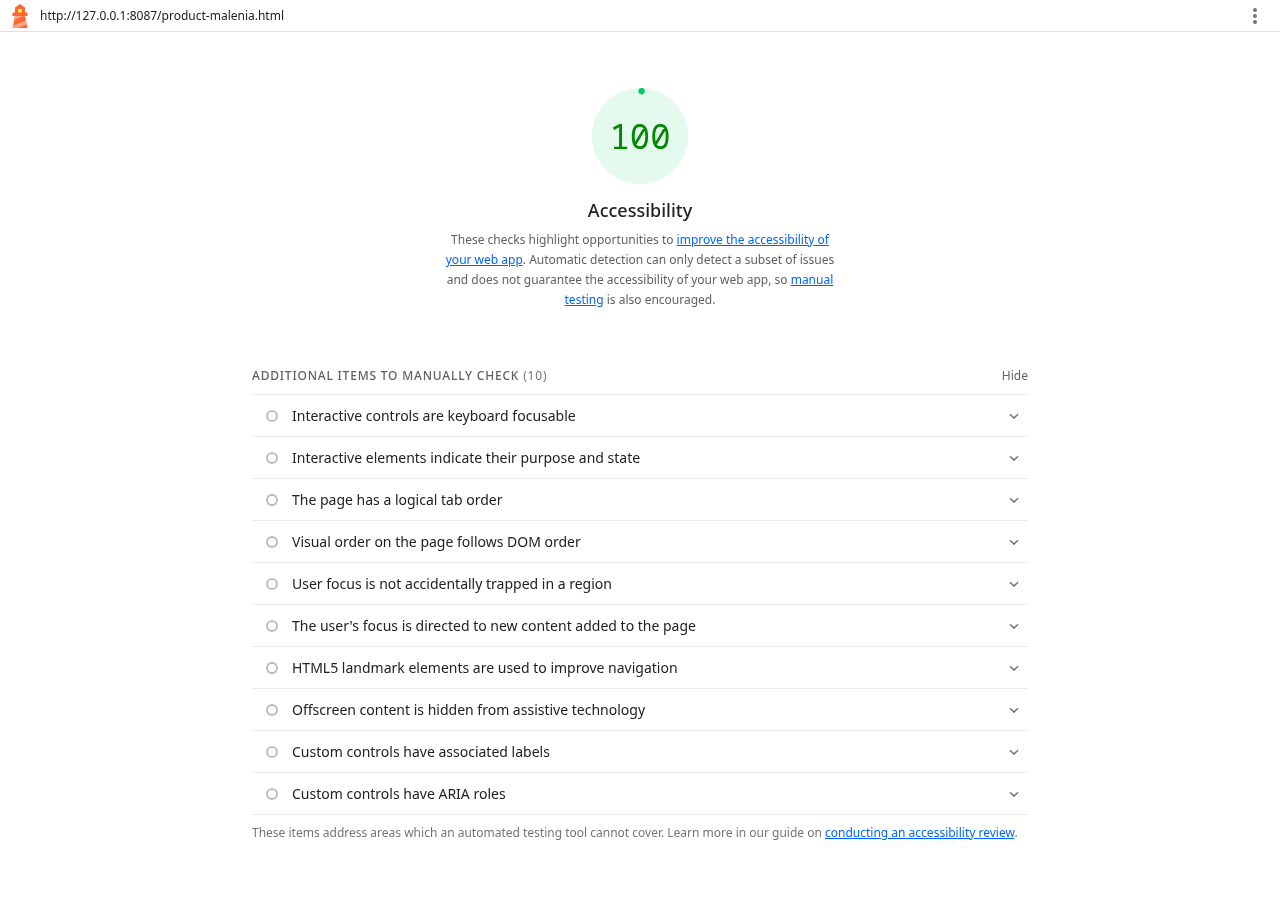 http://127.0.0.1:8087/product-malenia.html
100
Accessibility
These checks highlight opportunities to improve the accessibility of
your web app. Automatic detection can only detect a subset of issues
and does not guarantee the accessibility of your web app, so manual
testing is also encouraged.
ADDITIONAL ITEMS TO MANUALLY CHECK (10)
Hide
Interactive controls are keyboard focusable
Interactive elements indicate their purpose and state
The page has a logical tab order
Visual order on the page follows DOM order
User focus is not accidentally trapped in a region
The user's focus is directed to new content added to the page
HTML5 landmark elements are used to improve navigation
Offscreen content is hidden from assistive technology
Custom controls have associated labels
Custom controls have ARIA roles
These items address areas which an automated testing tool cannot cover. Learn more in our guide on conducting an accessibility review.